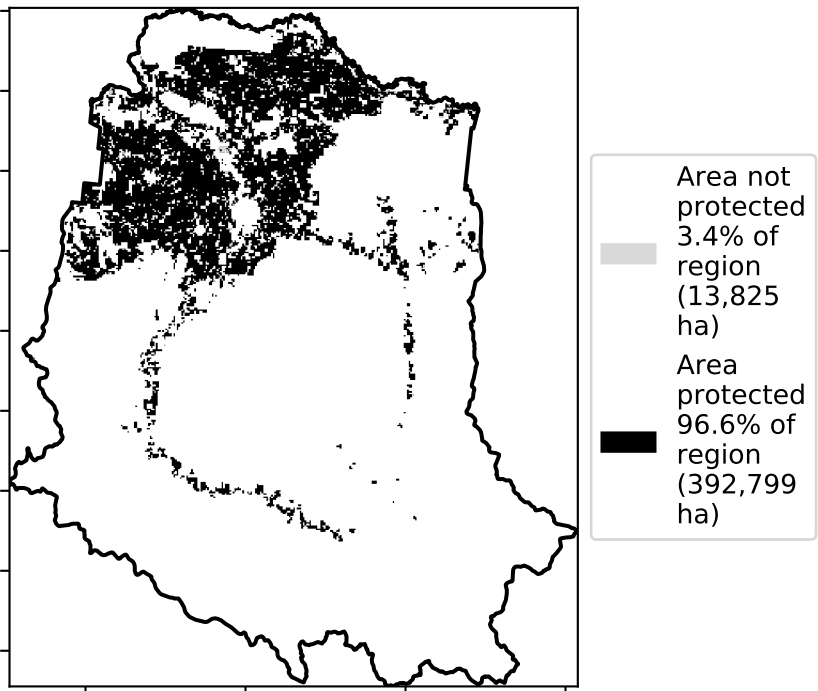 Area not
protected
3.4% of
region
(13,825
ha)
Area
protected
96.6% of
region
(392,799
ha)